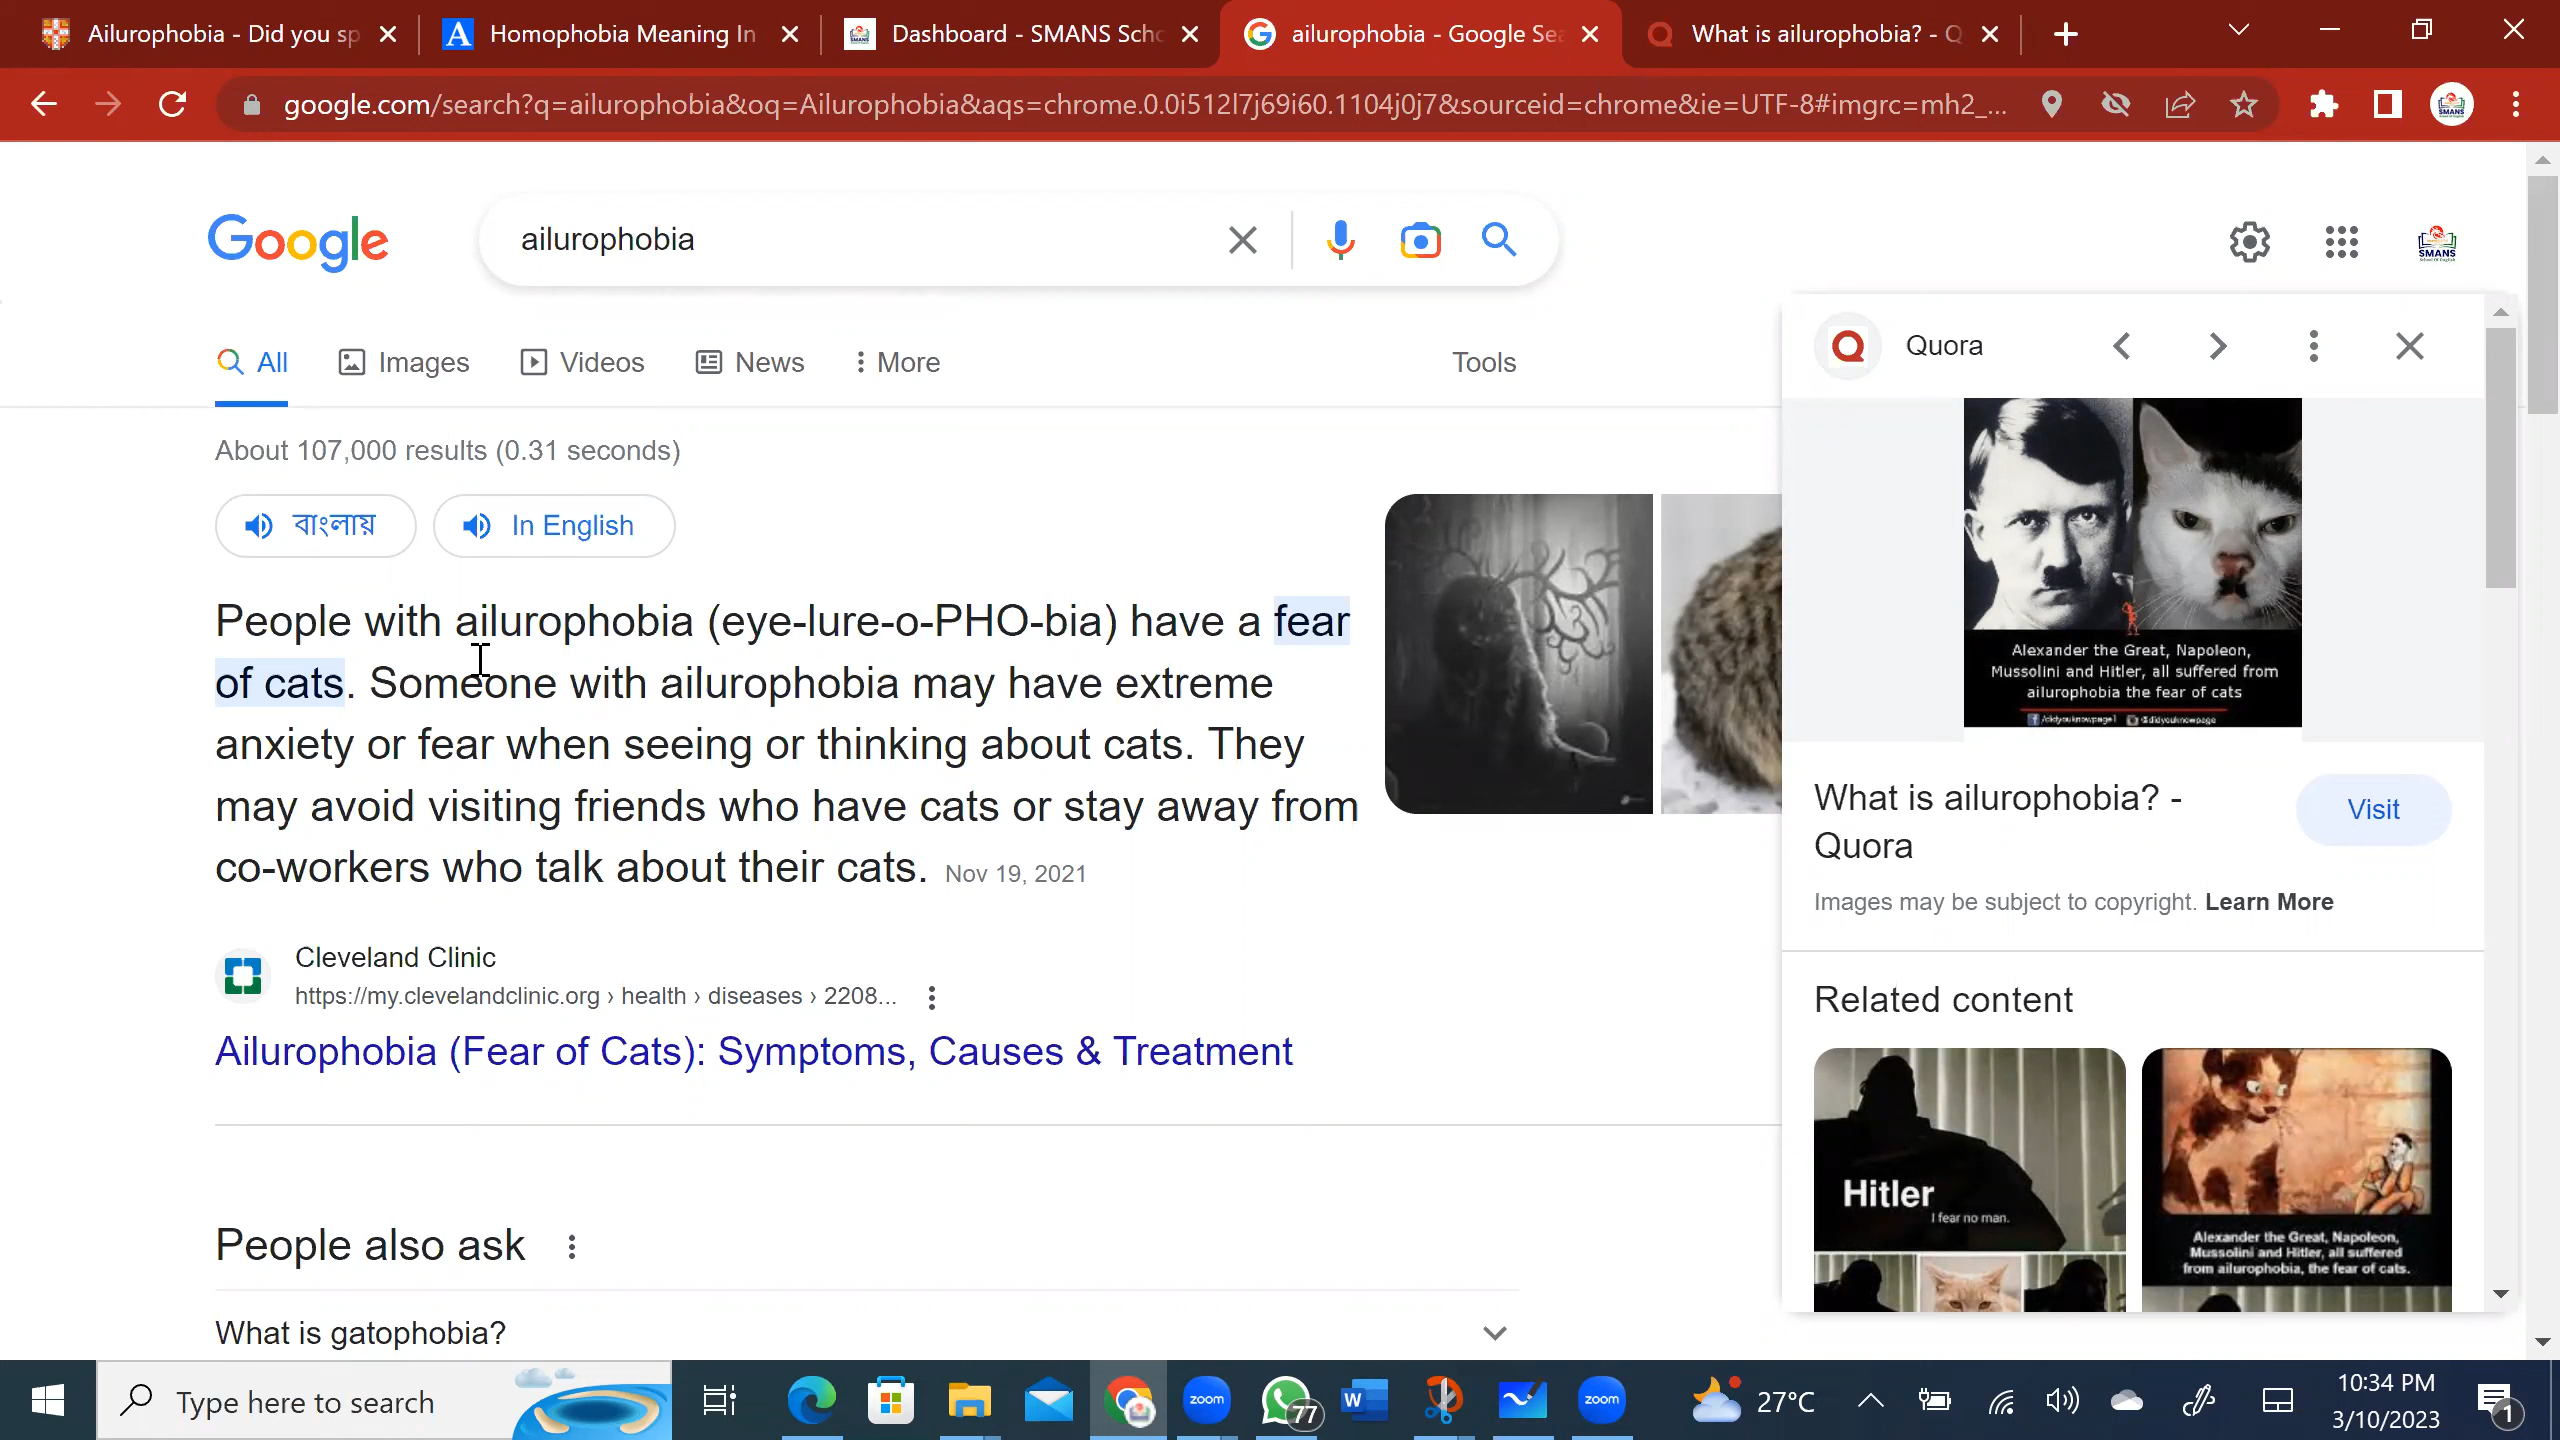 Ailurophobia - Did you sp
Homophobia Meaning In
Dashboard - SMANS Scho
ailurophobia - Google Sea
What is ailurophobia? - Q
google.com/search?q=ailurophobia&oq=Ailurophobia&aqs=chrome.0.0i512l7j69i60.1104j0j7&sourceid=chrome&ie=UTF-8#imgrc=mh2_...
Google
ailurophobia
SMANS
All
Images
Videos
News
More
Tools
About 107,000 results (0.31 seconds)
বাংলায়
In English
People with ailurophobia (eye-lure-o-PHO-bia) have a fear
of cats. Someone with ailurophobia may have extreme
anxiety or fear when seeing or thinking about cats. They
may avoid visiting friends who have cats or stay away from
co-workers who talk about their cats. Nov 19, 2021
Cleveland Clinic
https://my.clevelandclinic.org › health › diseases › 2208...
Ailurophobia (Fear of Cats): Symptoms, Causes & Treatment
People also ask
What is gatophobia?
Quora
Alexander the Great, Napoleon,
Mussolini and Hitler, all suffered from
ailurophobia the fear of cats
/didyouknowpage1 @didyouknowpage
What is ailurophobia? -
Quora
Visit
Images may be subject to copyright. Learn More
Related content
Hitler
I fear no man.
Alexander the Great, Napoleon,
Mussolini and Hitler, all suffered
from ailurophobia, the fear of cats.
Type here to search
zoom
77
W
zoom
27°C
10:34 PM
3/10/2023
1